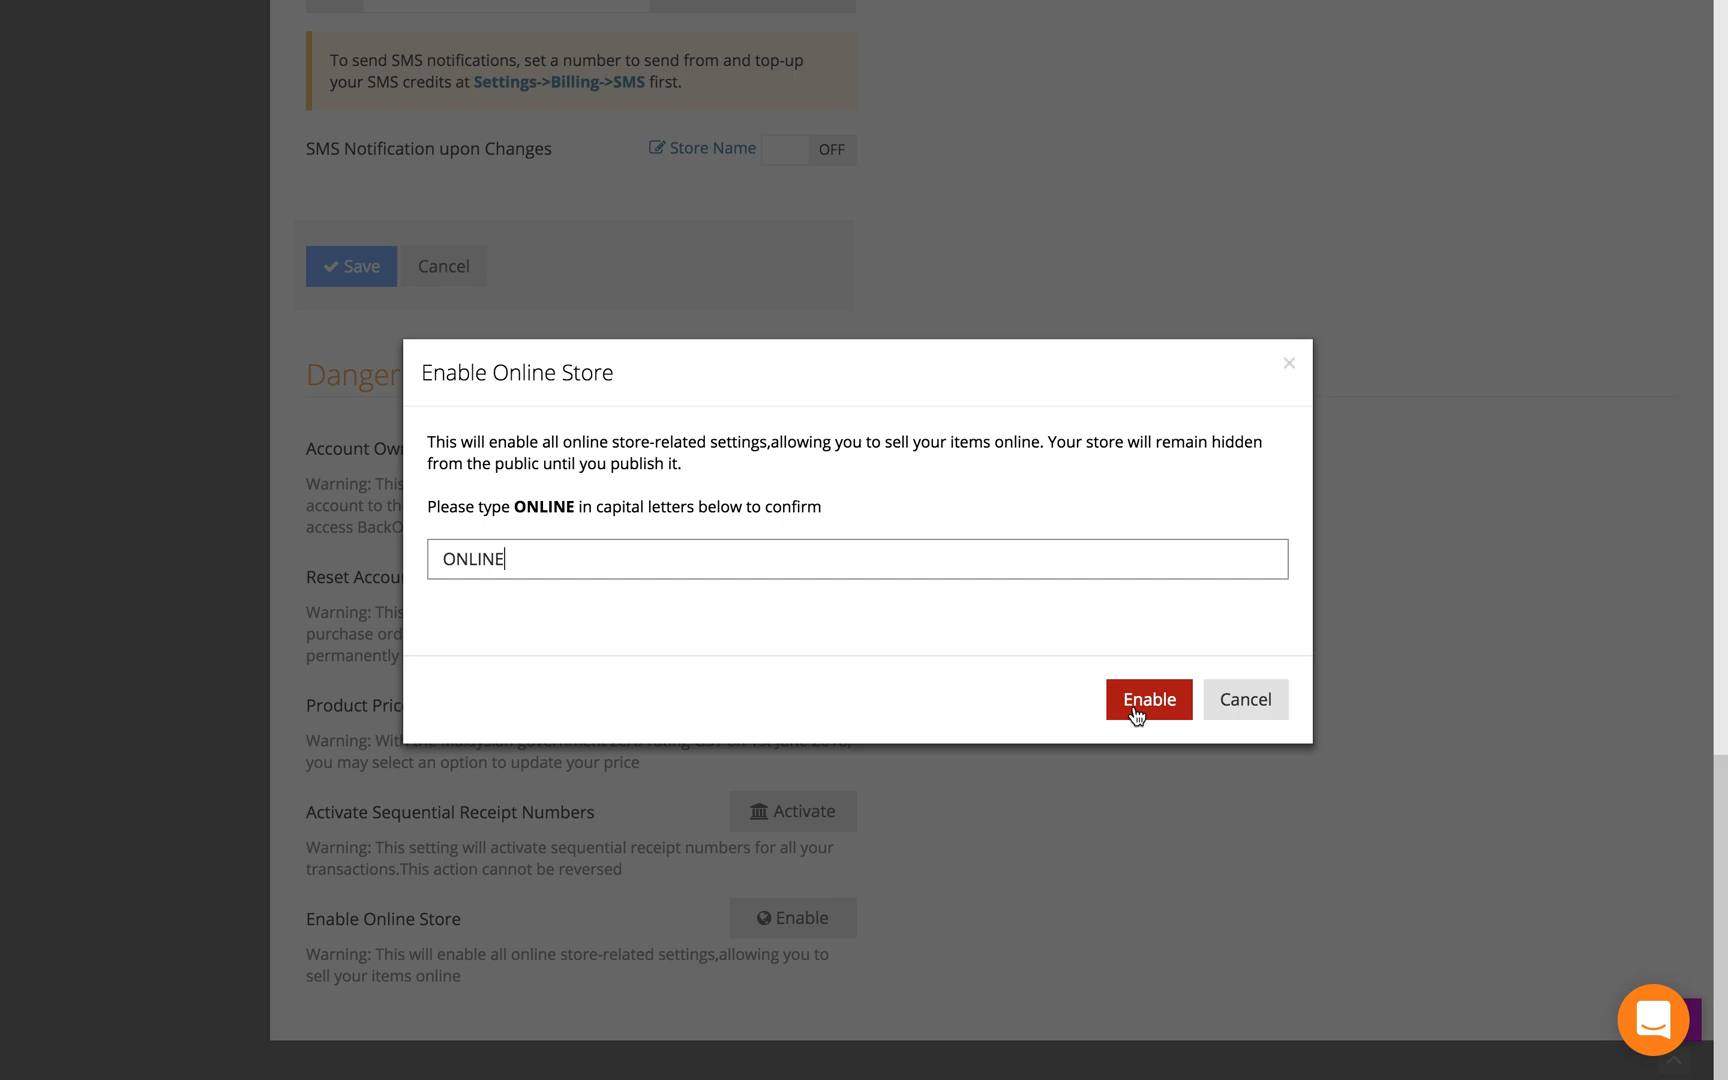 To send SMS notifications, set a number to send from and top-up
your SMS credits at Settings->Billing->SMS first.
SMS Notification upon Changes
Store Name
OFF
Save
Cancel
Danger
Enable Online Store
×
This will enable all online store-related settings,allowing you to sell your items online. Your store will remain hidden
from the public until you publish it.
Please type ONLINE in capital letters below to confirm
ONLINE
Enable
Cancel
Account Ow
Warning: This
account to th
access BackO
Reset Accou
Warning: This
purchase ord
permanently
Product Pric
Warning: With the Malaysian government zero rating GST on 1st June 2018,
you may select an option to update your price
Activate Sequential Receipt Numbers
Activate
Warning: This setting will activate sequential receipt numbers for all your
transactions.This action cannot be reversed
Enable Online Store
Enable
Warning: This will enable all online store-related settings,allowing you to
sell your items online